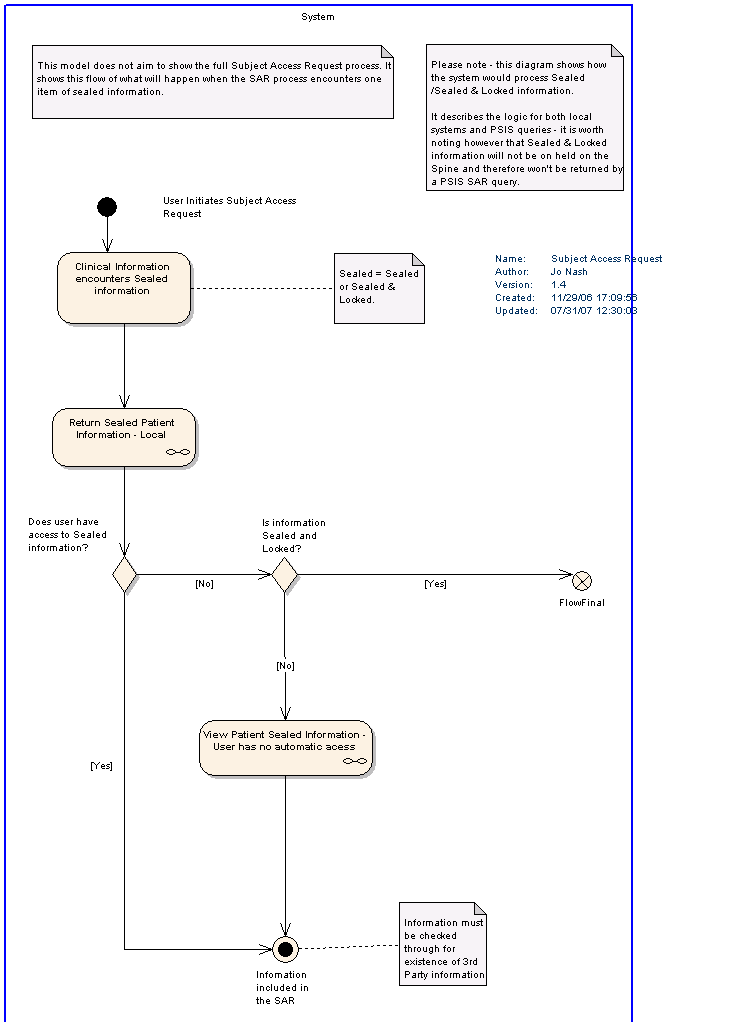 System
This model does not aim to show the full Subject Access Request process. It
shows this flow of what will happen when the SAR process encounters one
item of sealed information.
Please note - this diagram shows how
the system would process Sealed
/Sealed & Locked information.
It describes the logic for both local
systems and PSIS queries - it is worth
noting however that Sealed & Locked
information will not be on held on the
Spine and therefore won't be returned by
a PSIS SAR query.
User Initiates Subject Access
Request
Clinical Information
encounters Sealed
information
Sealed = Sealed
or Sealed &
Locked.
Name: Subject Access Request
Author: Jo Nash
Version: 1.4
Created: 11/29/06 17:09:56
Updated: 07/31/07 12:30:03
Return Sealed Patient
Information - Local
Does user have
access to Sealed
information?
Is information
Sealed and
Locked?
[No]
[Yes]
FlowFinal
[No]
View Patient Sealed Information -
User has no automatic acess
[Yes]
Information must
be checked
through for
existence of 3rd
Party information
Infomation
included in
the SAR